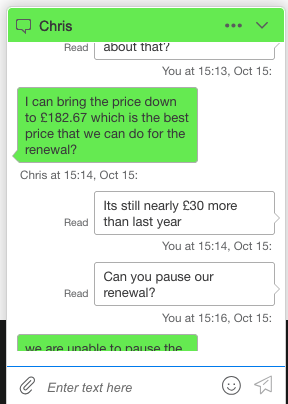 Chris
about that?
Read
You at 15:13, Oct 15:
I can bring the price down
to £182.67 which is the best
price that we can do for the
renewal?
Chris at 15:14, Oct 15:
Its still nearly £30 more
than last year
Read
You at 15:14, Oct 15:
Can you pause our
renewal?
Read
You at 15:16, Oct 15:
we are unable to pause the
Enter text here